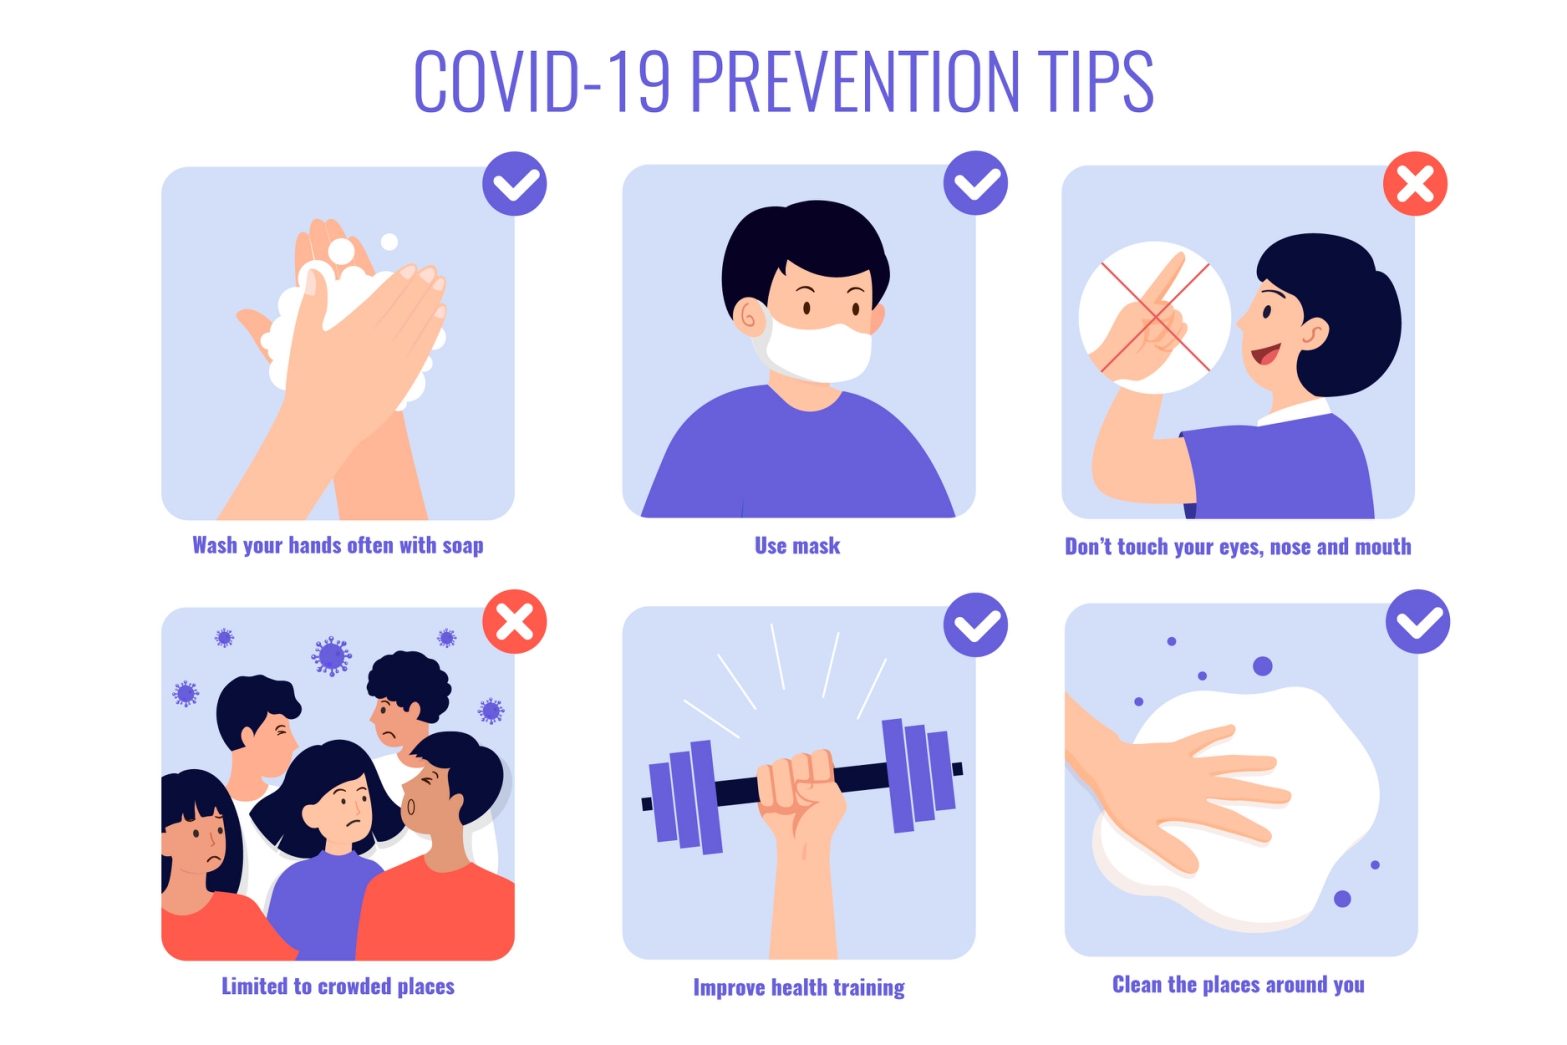 COVID-19 PREVENTION TIPS
Wash your hands often with soap
Use mask
Don’t touch your eyes, nose and mouth
Limited to crowded places
Improve health training
Clean the places around you